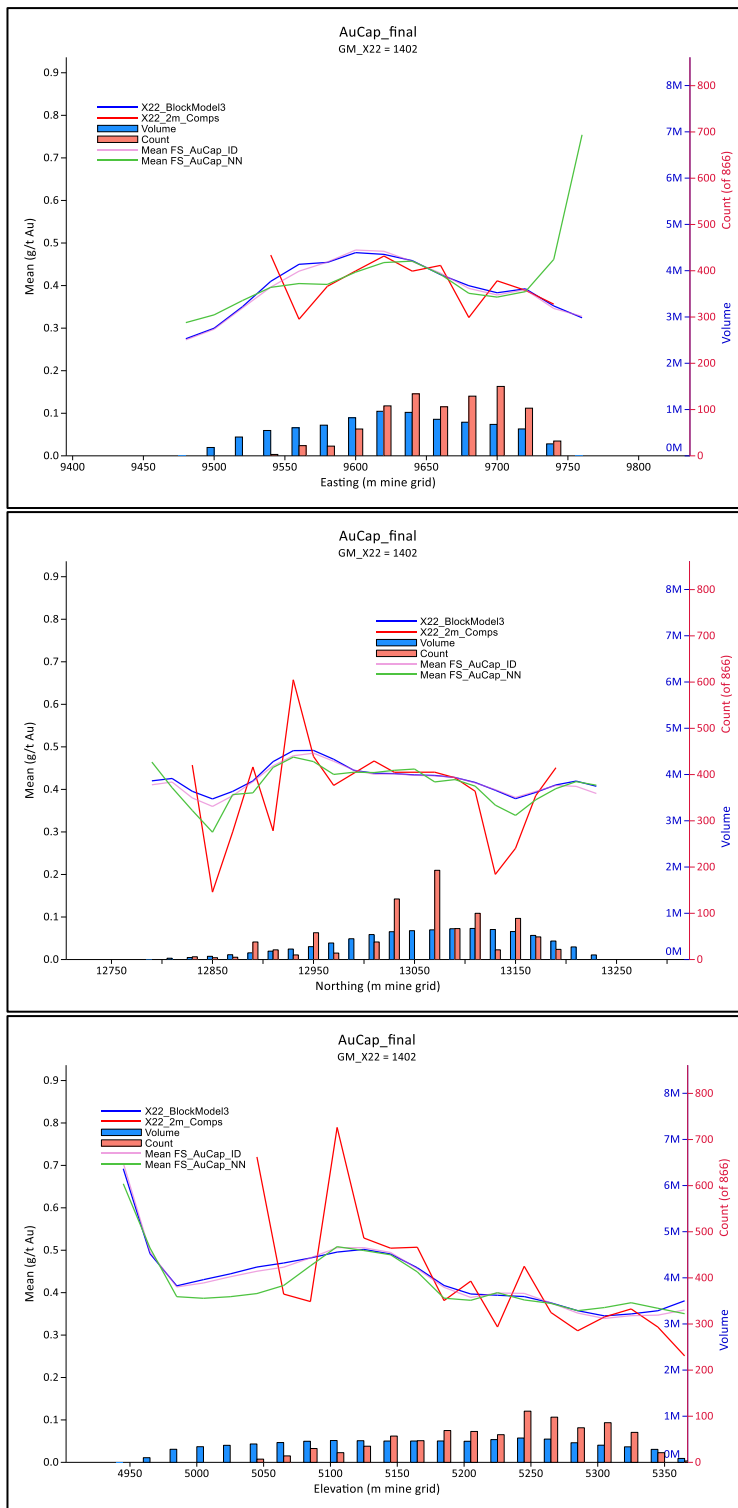 AuCap_final
GM_X22 = 1402
0.9
0.8
0.7
0.6
0.5
0.4
0.3
0.2
0.1
0.0
Mean (g/t Au)
X22_BlockModel3
X22_2m_Comps
Volume
Count
Mean FS_AuCap_ID
Mean FS_AuCap_NN
8M
7M
6M
5M
4M
3M
2M
1M
0M
Volume
800
700
600
500
400
300
200
100
0
Count (of 866)
9400 9450 9500 9550 9600 9650 9700 9750 9800
Easting (m mine grid)
AuCap_final
GM_X22 = 1402
0.9
0.8
0.7
0.6
0.5
0.4
0.3
0.2
0.1
0.0
Mean (g/t Au)
X22_BlockModel3
X22_2m_Comps
Volume
Count
Mean FS_AuCap_ID
Mean FS_AuCap_NN
8M
7M
6M
5M
4M
3M
2M
1M
0M
Volume
800
700
600
500
400
300
200
100
0
Count (of 866)
12750 12850 12950 13050 13150 13250
Northing (m mine grid)
AuCap_final
GM_X22 = 1402
0.9
0.8
0.7
0.6
0.5
0.4
0.3
0.2
0.1
0.0
Mean (g/t Au)
X22_BlockModel3
X22_2m_Comps
Volume
Count
Mean FS_AuCap_ID
Mean FS_AuCap_NN
8M
7M
6M
5M
4M
3M
2M
1M
0M
Volume
800
700
600
500
400
300
200
100
0
Count (of 866)
4950 5000 5050 5100 5150 5200 5250 5300 5350
Elevation (m mine grid)